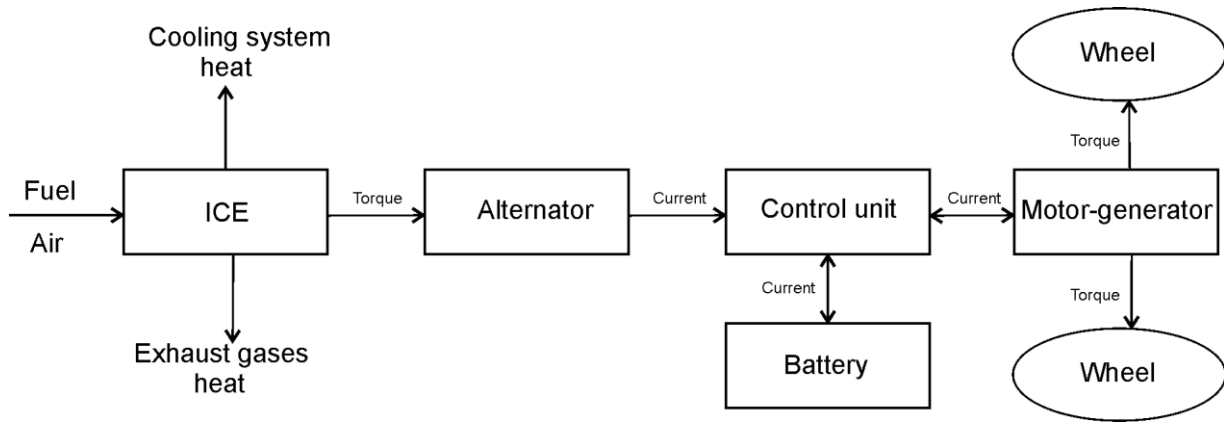 Cooling system
heat
Wheel
Torque
Fuel
Air
ICE
Torque
Alternator
Current
Control unit
Current
Motor-generator
Current
Torque
Exhaust gases
heat
Battery
Wheel